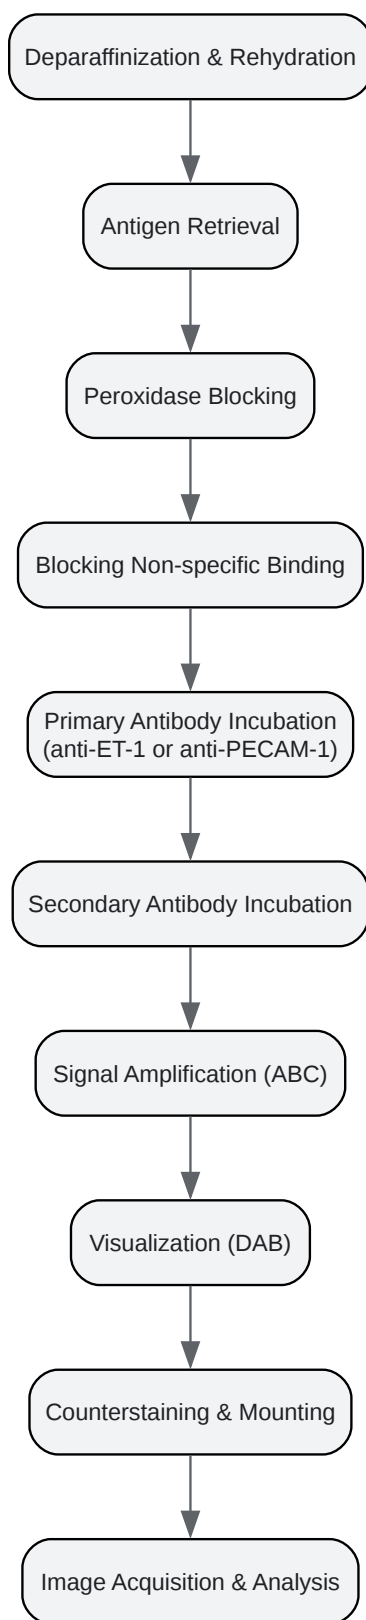 Deparaffinization & Rehydration
Antigen Retrieval
Peroxidase Blocking
Blocking Non-specific Binding
Primary Antibody Incubation
(anti-ET-1 or anti-PECAM-1)
Secondary Antibody Incubation
Signal Amplification (ABC)
Visualization (DAB)
Counterstaining & Mounting
Image Acquisition & Analysis